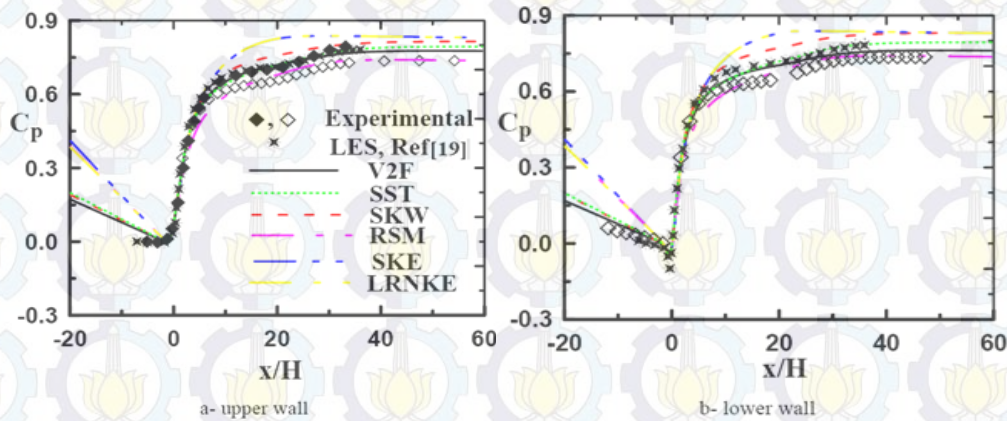 0.9
0.6
0.3
0.0
-0.3
Cp
-20
0
20
40
60
x/H
, Experimental
LES, Ref[19]
V2F
SST
SKW
RSM
SKE
LRNKE
a- upper wall
0.9
0.6
0.3
0.0
-0.3
Cp
-20
0
20
40
60
x/H
b- lower wall